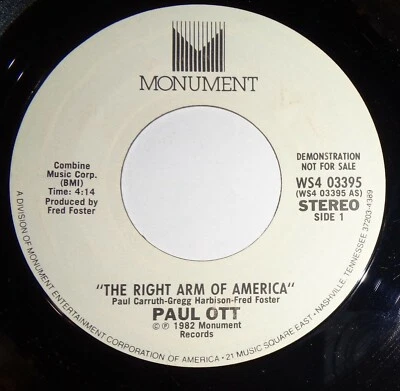 MONUMENT
Combine
Music Corp.
(BMI)
Time: 4:14
Produced by
Fred Foster
DEMONSTRATION
NOT FOR SALE
WS4 03395
(WS4 03395 AS)
STEREO
SIDE 1
"THE RIGHT ARM OF AMERICA"
Paul Carruth-Gregg Harbison-Fred Foster
PAUL OTT
©℗ 1982 Monument
Records
A DIVISION OF MONUMENT ENTERTAINMENT CORPORATION OF AMERICA • 21 MUSIC SQUARE EAST • NASHVILLE, TENNESSEE 37203-4369